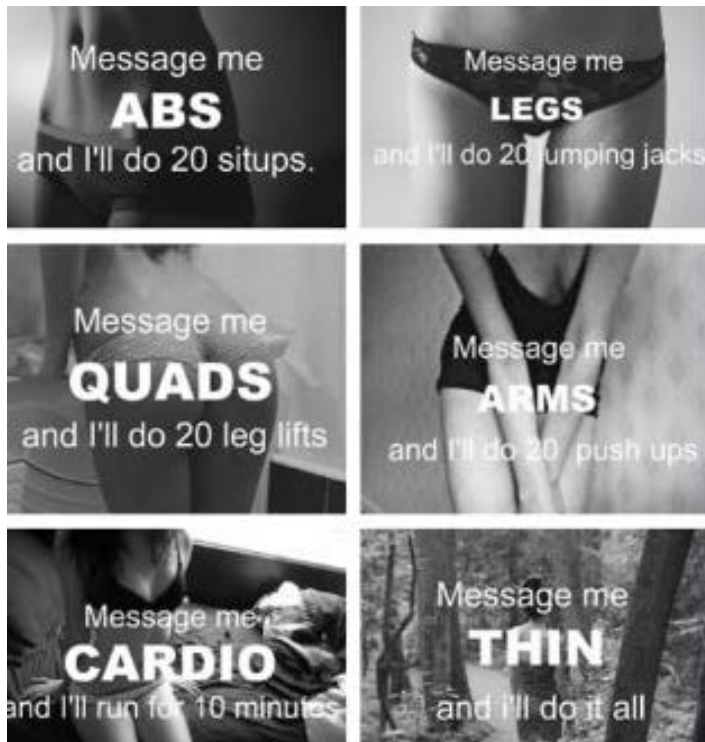 Message me
ABS
and I'll do 20 situps.
Message me
LEGS
and I'll do 20 jumping jacks
Message me
QUADS
and I'll do 20 leg lifts
Message me
ARMS
and I'll do 20 push ups
Message me
CARDIO
and I'll run for 10 minutes
Message me
THIN
and i'll do it all